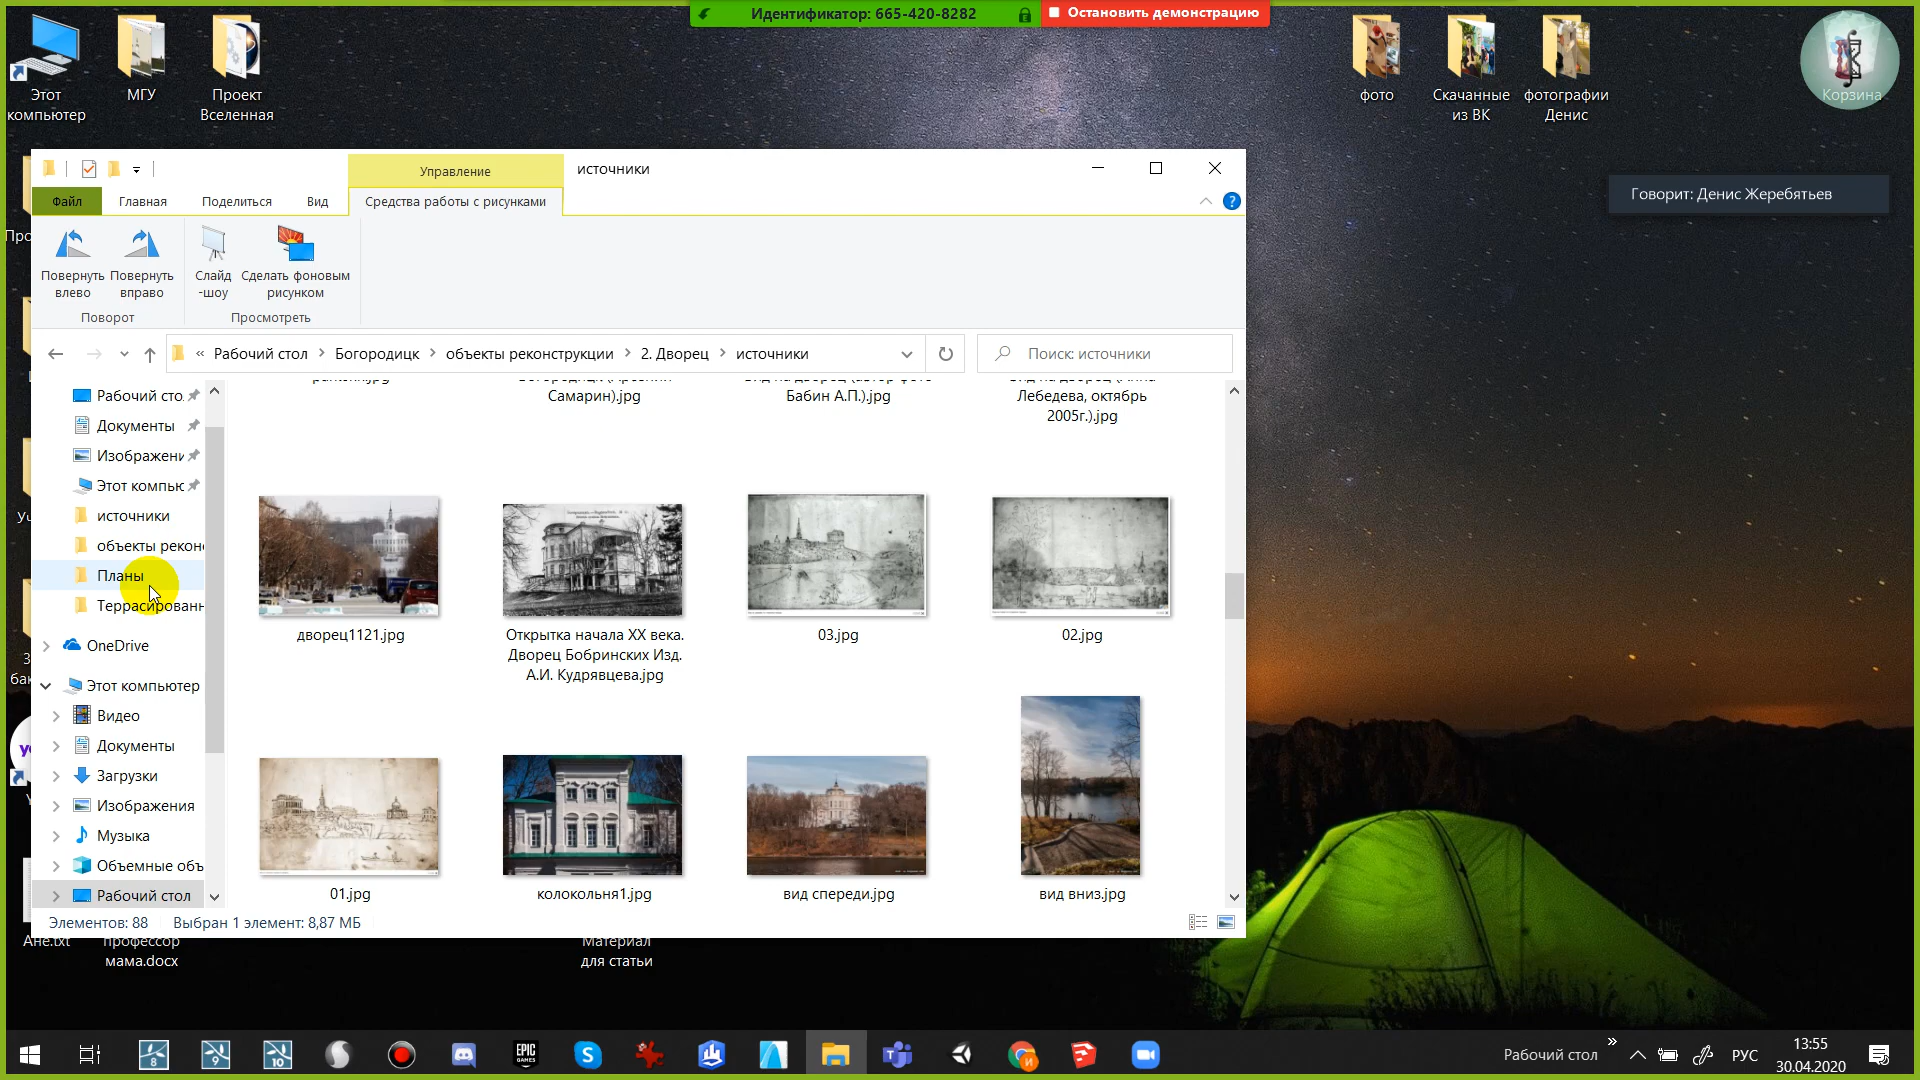 Идентификатор: 665-420-8282
Остановить демонстрацию
Этот
компьютер
МГУ
Проект
Вселенная
фото
Скачанные
из ВК
фотографии
Денис
Корзина
Говорит: Денис Жеребятьев
Управление
источники
Файл
Главная
Поделиться
Вид
Средства работы с рисунками
Повернуть
влево
Повернуть
вправо
Слайд
-шоу
Сделать фоновым
рисунком
Поворот
Просмотреть
« Рабочий стол > Богородицк > объекты реконструкции > 2. Дворец > источники
Поиск: источники
Рабочий сто
Документы
Изображени
Этот компьк
источники
объекты рекон
Планы
Террасированн
OneDrive
Этот компьютер
Видео
Документы
Загрузки
Изображения
Музыка
Объемные объ
Рабочий стол
Самарин).jpg
Бабин А.П.).jpg
Лебедева, октябрь
2005г.).jpg
дворец1121.jpg
Открытка начала XX века.
Дворец Бобринских Изд.
А.И. Кудрявцева.jpg
03.jpg
02.jpg
01.jpg
колокольня1.jpg
вид спереди.jpg
вид вниз.jpg
Элементов: 88
Выбран 1 элемент: 8,87 МБ
Ане.txt
профессор
мама.docx
Материал
для статьи
8
9
10
EPIC
GAMES
Рабочий стол
РУС
13:55
30.04.2020